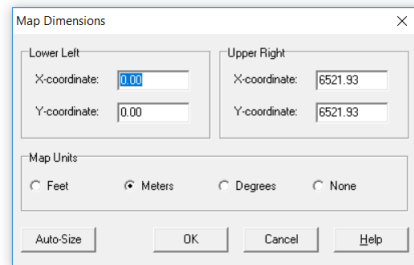 Map Dimensions
Lower Left
X-coordinate: 0.00
Y-coordinate: 0.00
Upper Right
X-coordinate: 6521.93
Y-coordinate: 6521.93
Map Units
Feet Meters Degrees None
Auto-Size OK Cancel Help